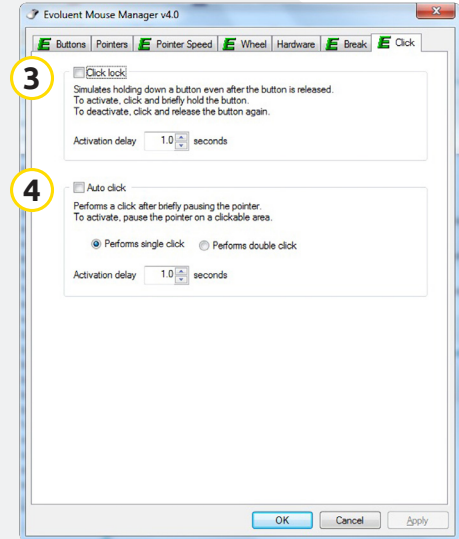 Evoluent Mouse Manager v4.0
Buttons Pointers Pointer Speed Wheel Hardware Break Click
3
Click lock
Simulates holding down a button even after the button is released.
To activate, click and briefly hold the button.
To deactivate, click and release the button again.
Activation delay 1.0 seconds
4
Auto click
Performs a click after briefly pausing the pointer.
To activate, pause the pointer on a clickable area.
Performs single click Performs double click
Activation delay 1.0 seconds
OK Cancel Apply